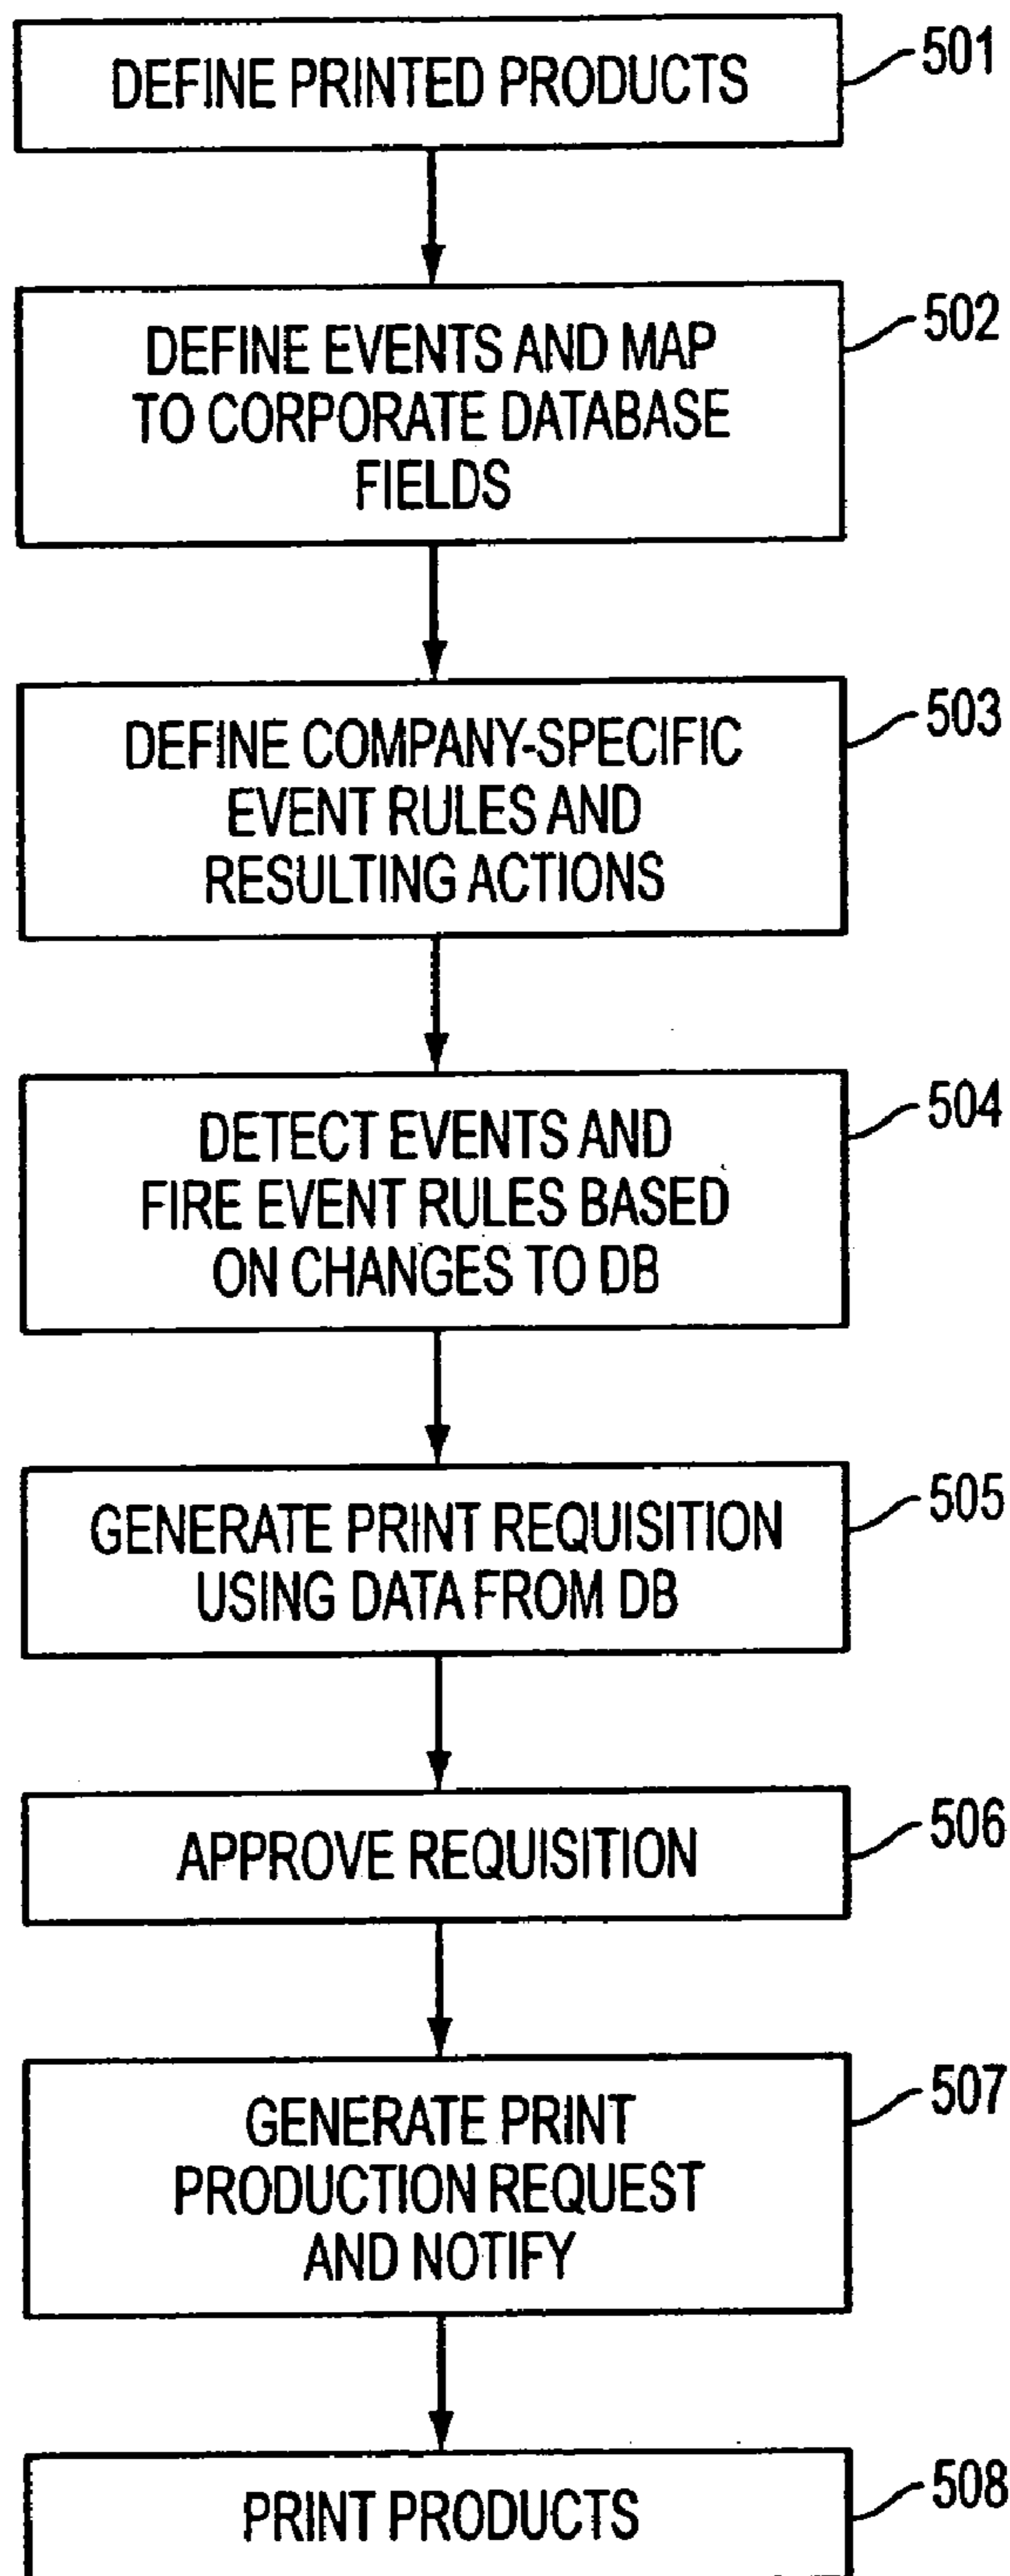 DEFINE PRINTED PRODUCTS
501
DEFINE EVENTS AND MAP
TO CORPORATE DATABASE
FIELDS
502
DEFINE COMPANY-SPECIFIC
EVENT RULES AND
RESULTING ACTIONS
503
DETECT EVENTS AND
FIRE EVENT RULES BASED
ON CHANGES TO DB
504
GENERATE PRINT REQUISITION
USING DATA FROM DB
505
APPROVE REQUISITION
506
GENERATE PRINT
PRODUCTION REQUEST
AND NOTIFY
507
PRINT PRODUCTS
508